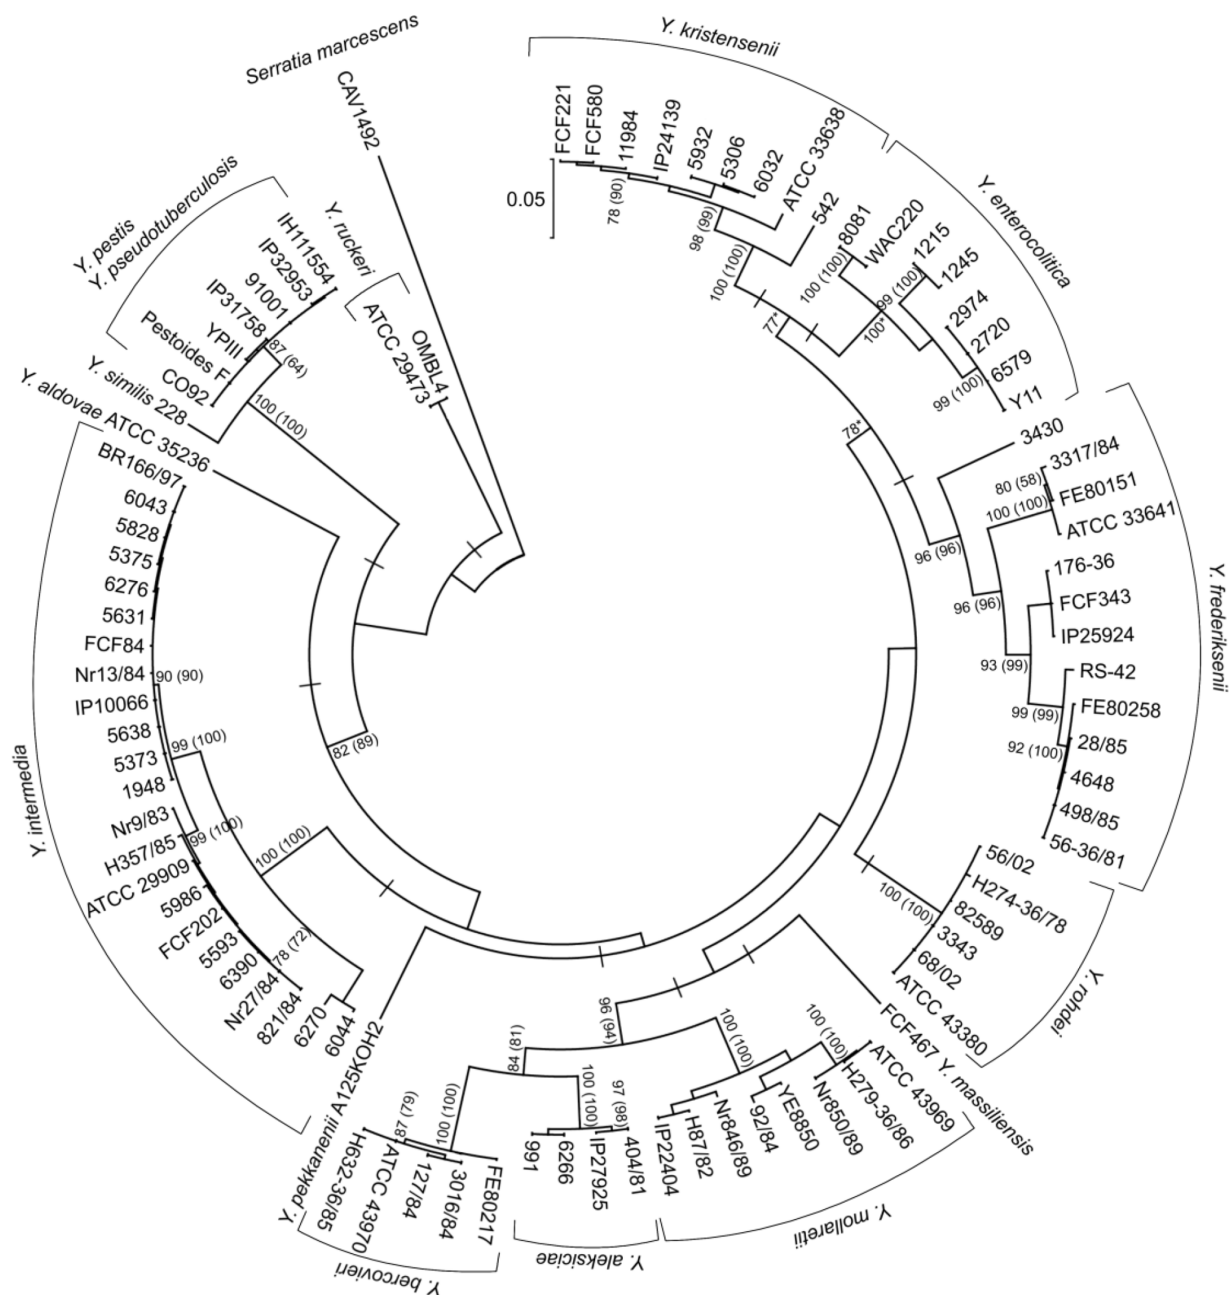 Serratia marcescens
CAV1492
Y. kristensenii
FCF221
FCF580
11984
IP24139
5932
5306
6032
ATCC 33638
542
0.05
78 (90)
98 (99)
100 (100)
Y. enterocolitica
8081
WAC220
1215
1245
2974
2720
6579
Y11
100 (100)
99 (100)
100*
99 (100)
77*
78*
Y. frederiksenii
3430
3317/84
FE80151
ATCC 33641
176-36
FCF343
IP25924
RS-42
FE80258
28/85
4648
498/85
56-36/81
80 (58)
100 (100)
96 (96)
96 (96)
93 (99)
99 (99)
92 (100)
Y. rohdei
56/02
H274-36/78
82589
3343
68/02
ATCC 43380
100 (100)
FCF467 Y. massiliensis
Y. mollaretii
ATCC 43969
H279-36/86
Nr850/89
YE8850
92/84
Nr846/89
H87/82
IP22404
100 (100)
100 (100)
96 (94)
Y. aleksiciae
404/81
IP27925
6266
991
97 (98)
100 (100)
84 (81)
Y. bercovieri
FE80217
3016/84
127/84
ATCC 43970
H632-36/85
100 (100)
87 (79)
Y. pekkanenii A125KOH2
Y. intermedia
6044
6270
821/84
Nr27/84
6390
5593
FCF202
5986
ATCC 29909
H357/85
Nr9/83
1948
5373
5638
IP10066
Nr13/84
FCF84
5631
6276
5375
5828
6043
BR166/97
78 (72)
99 (100)
100 (100)
99 (100)
90 (90)
82 (89)
Y. aldovae ATCC 35236
Y. similis 228
Y. pestis
Y. pseudotuberculosis
CO92
Pestoides F
YPIII
IP31758
91001
IP32953
IH111554
87 (64)
100 (100)
Y. ruckeri
ATCC 29473
OMBL4